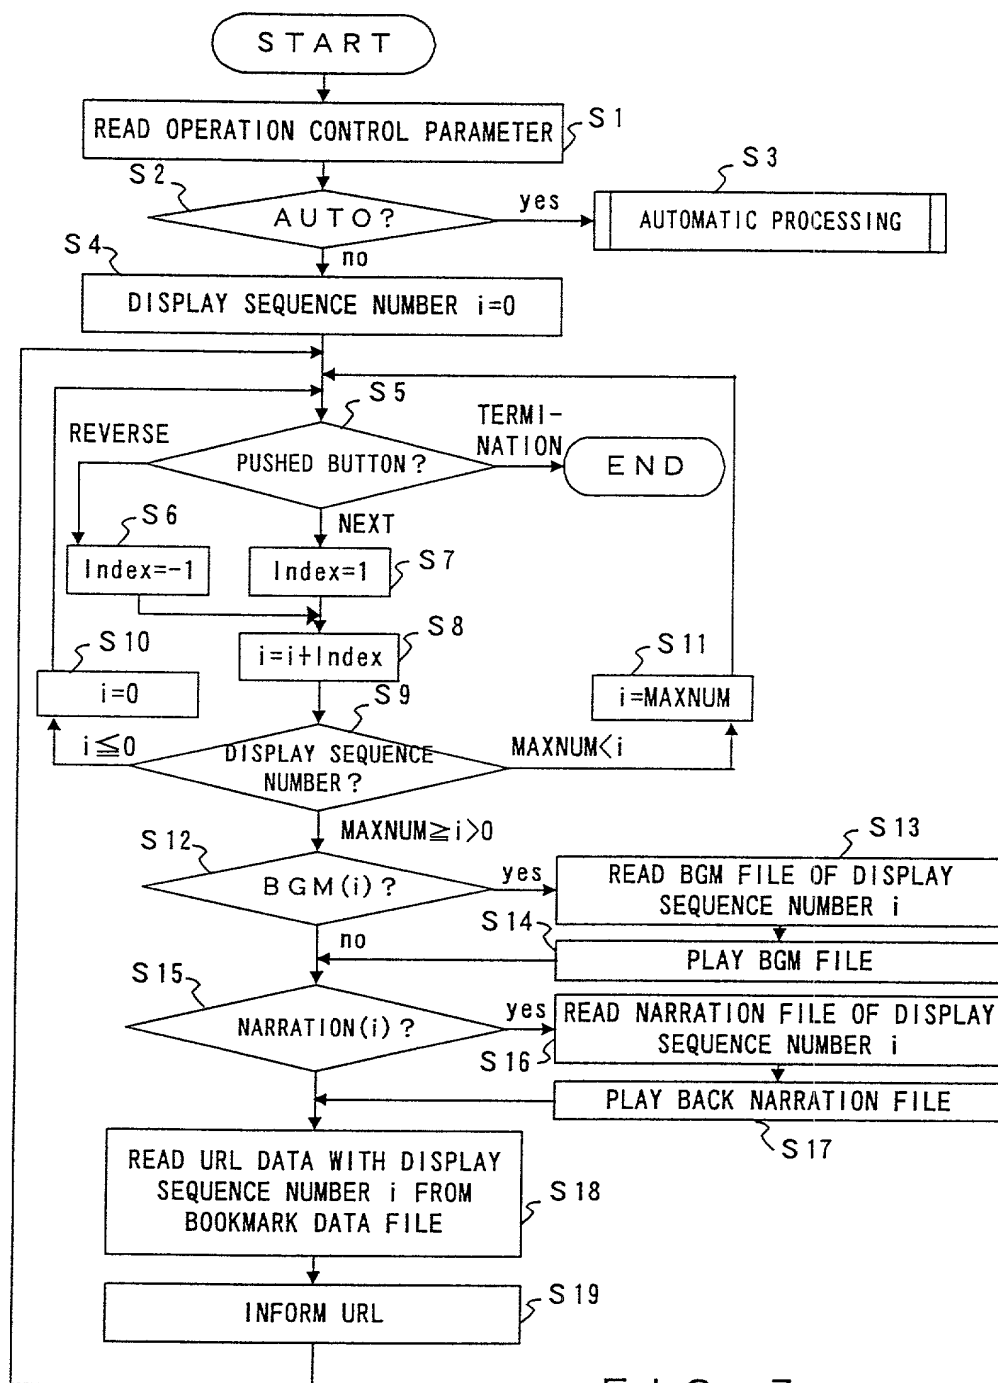 START
READ OPERATION CONTROL PARAMETER
S1
S2
AUTO?
yes
S3
AUTOMATIC PROCESSING
no
S4
DISPLAY SEQUENCE NUMBER i=0
S5
REVERSE
PUSHED BUTTON?
TERMI-
NATION
END
NEXT
S6
Index=-1
Index=1
S7
S8
i=i+Index
S10
i=0
S11
i=MAXNUM
S9
i≦0
DISPLAY SEQUENCE
NUMBER?
MAXNUM<i
MAXNUM≧i>0
S12
BGM(i)?
yes
S13
READ BGM FILE OF DISPLAY
SEQUENCE NUMBER i
no
S14
PLAY BGM FILE
S15
NARRATION(i)?
yes
READ NARRATION FILE OF DISPLAY
SEQUENCE NUMBER i
S16
PLAY BACK NARRATION FILE
S17
READ URL DATA WITH DISPLAY
SEQUENCE NUMBER i FROM
BOOKMARK DATA FILE
S18
INFORM URL
S19